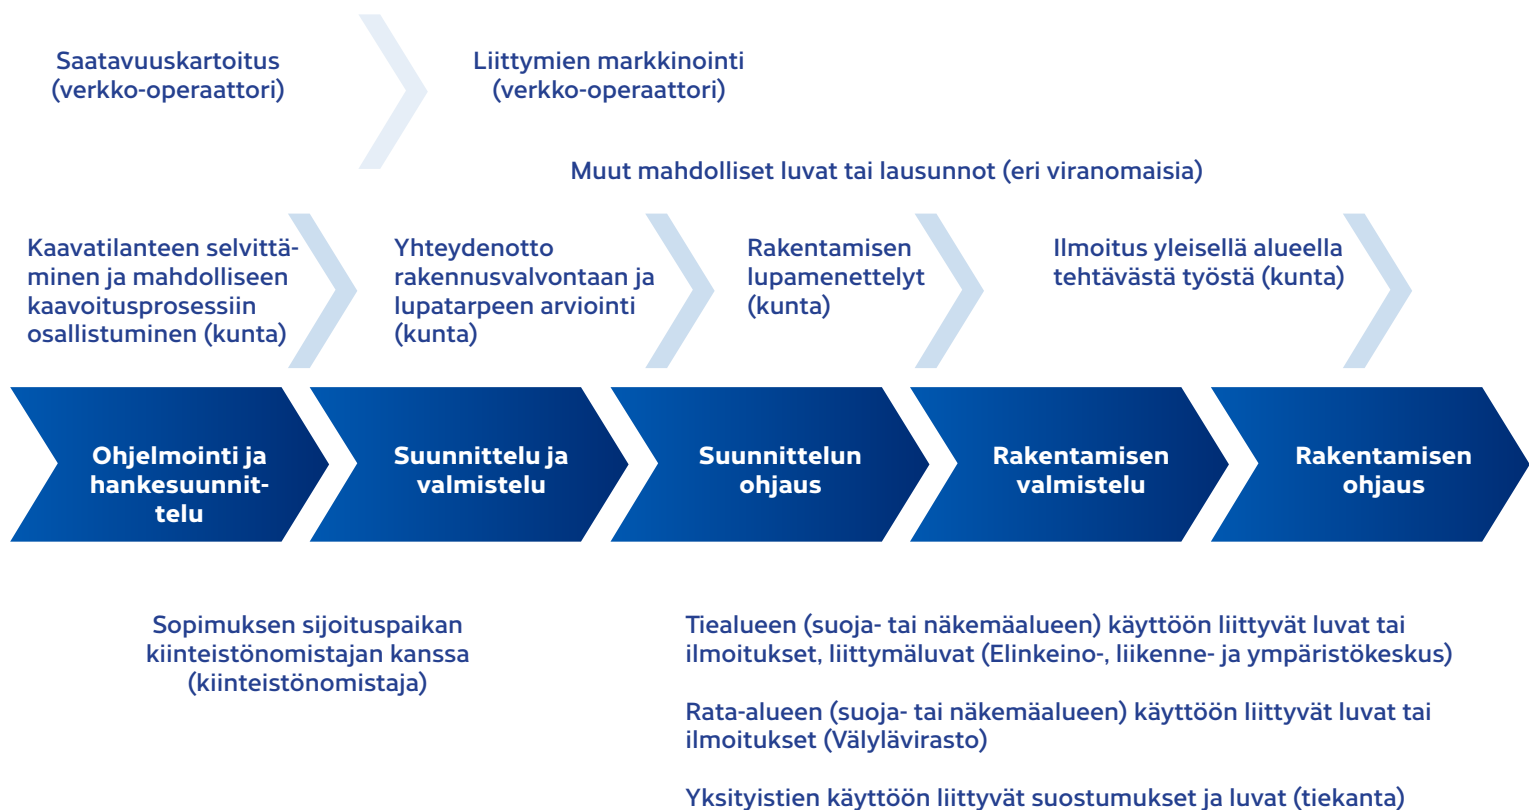 Saatavuuskartoitus
(verkko-operaattori)
Liittymien markkinointi
(verkko-operaattori)
Muut mahdolliset luvat tai lausunnot (eri viranomaisia)
Kaavatilanteen selvittä-
minen ja mahdolliseen
kaavoitusprosessiin
osallistuminen (kunta)
Yhteydenotto
rakennusvalvontaan ja
lupatarpeen arviointi
(kunta)
Rakentamisen
lupamenettelyt
(kunta)
Ilmoitus yleisellä alueella
tehtävästä työstä (kunta)
Ohjelmointi ja
hankesuunnit-
telu
Suunnittelu ja
valmistelu
Suunnittelun
ohjaus
Rakentamisen
valmistelu
Rakentamisen
ohjaus
Sopimuksen sijoituspaikan
kiinteistönomistajan kanssa
(kiinteistönomistaja)
Tiealueen (suoja- tai näkemäalueen) käyttöön liittyvät luvat tai
ilmoitukset, liittymäluvat (Elinkeino-, liikenne- ja ympäristökeskus)
Rata-alueen (suoja- tai näkemäalueen) käyttöön liittyvät luvat tai
ilmoitukset (Välylävirasto)
Yksityistien käyttöön liittyvät suostumukset ja luvat (tiekanta)